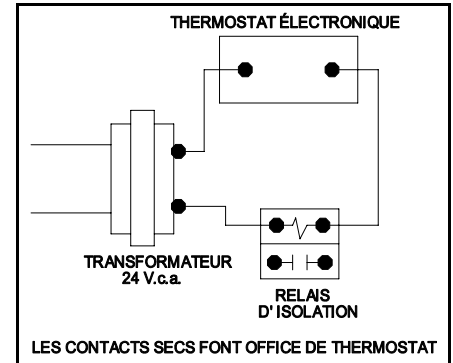 THERMOSTAT ÉLECTRONIQUE
TRANSFORMATEUR
24 V.c.a.
RELAIS
D' ISOLATION
LES CONTACTS SECS FONT OFFICE DE THERMOSTAT